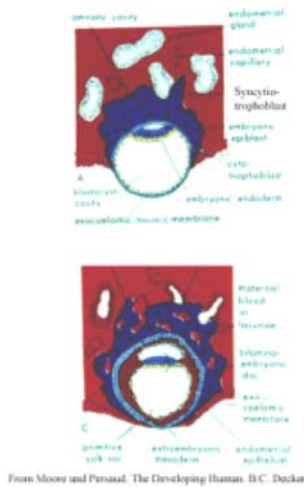 amniotic cavity
endometrial
gland
endometrial
capillary
Syncytio-
trophoblast
embryonic
epiblast
cyto-
trophoblast
A
blastocyst
cavity
embryonic endoderm
exocoelomic membrane
maternal
blood in
lacunae
bilaminar
embryonic
disc
exo-
coelomic
membrane
C
primitive
yolk sac
extraembryonic
mesoderm
endometrial
epithelium
From Moore and Persaud. The Developing Human. B.C. Decker